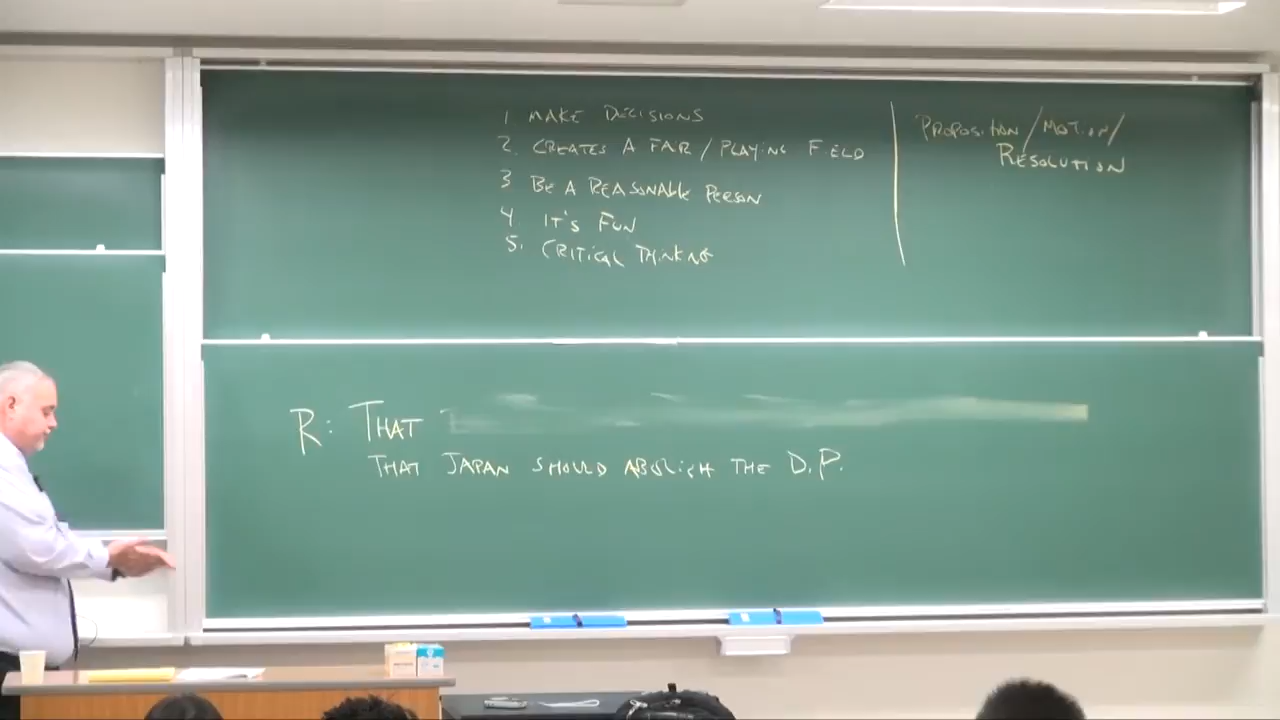 1 MAKE DECISIONS
2. CREATES A FAR / PLAYING FIELD
3 BE A REASONABLE PERSON
4 IT'S FUN
5. CRITICAL THINKING
PROPOSITION / MOTION /
RESOLUTION
R: THAT
THAT JAPAN SHOULD ABOLISH THE D.P.